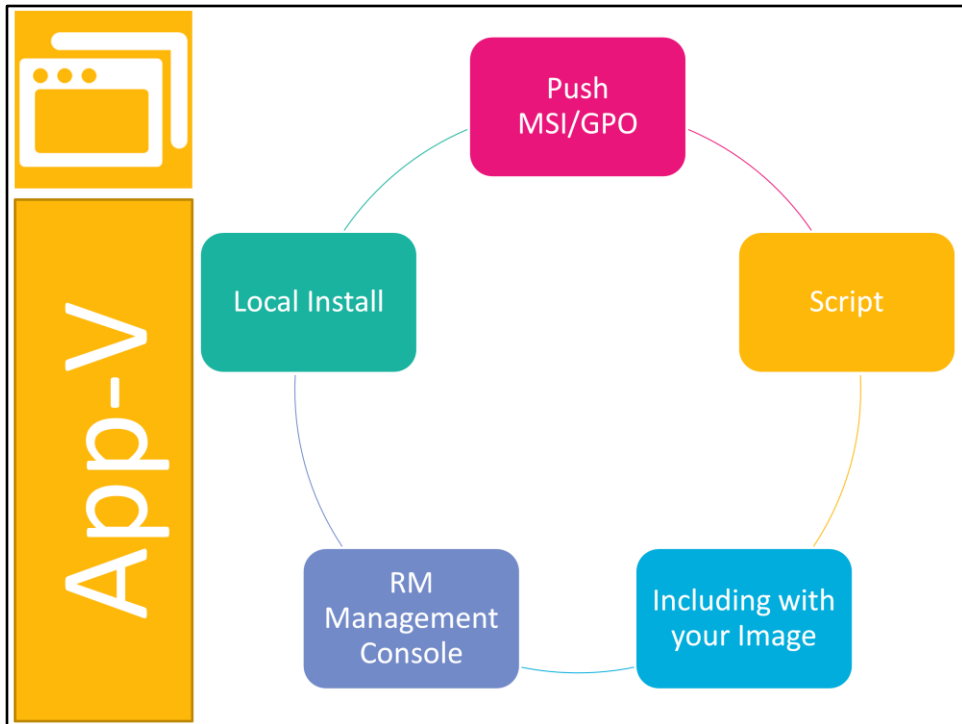 Push
MSI/GPO
Local Install
Script
App-V
RM
Management
Console
Including with
your Image